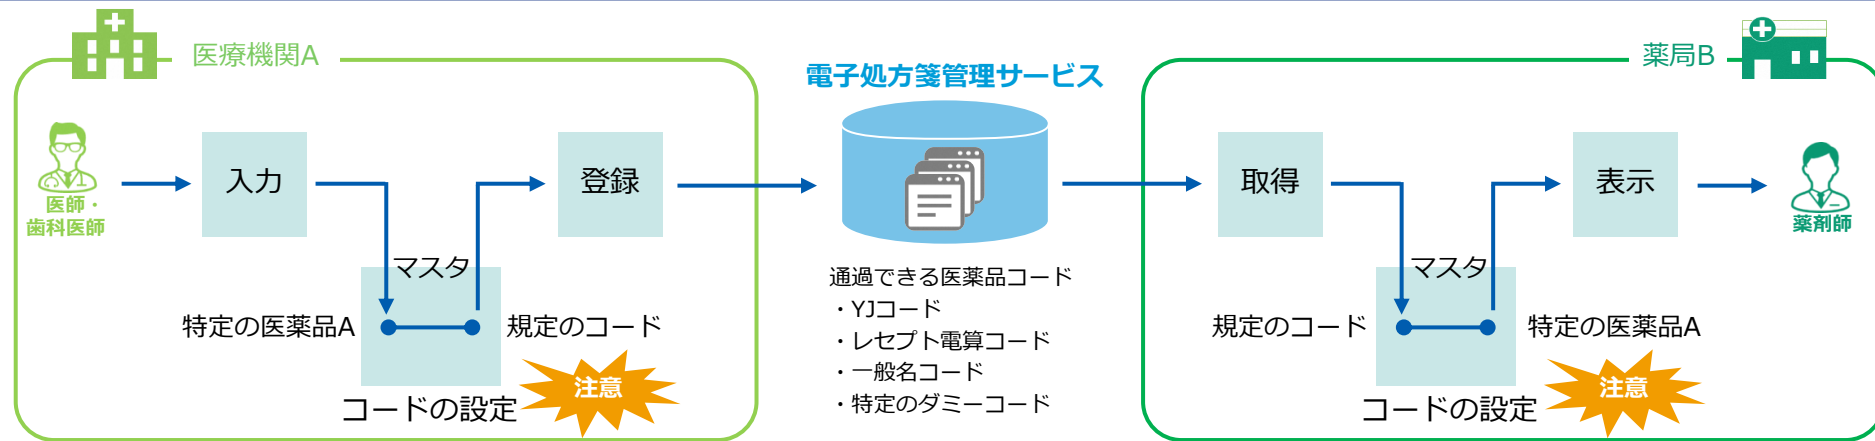 医療機関A
医師・
歯科医師
入力
登録
マスタ
特定の医薬品A
規定のコード
コードの設定
注意
電子処方箋管理サービス
通過できる医薬品コード
・YJコード
・レセプト電算コード
・一般名コード
・特定のダミーコード
薬局B
取得
表示
薬剤師
マスタ
規定のコード
特定の医薬品A
コードの設定
注意